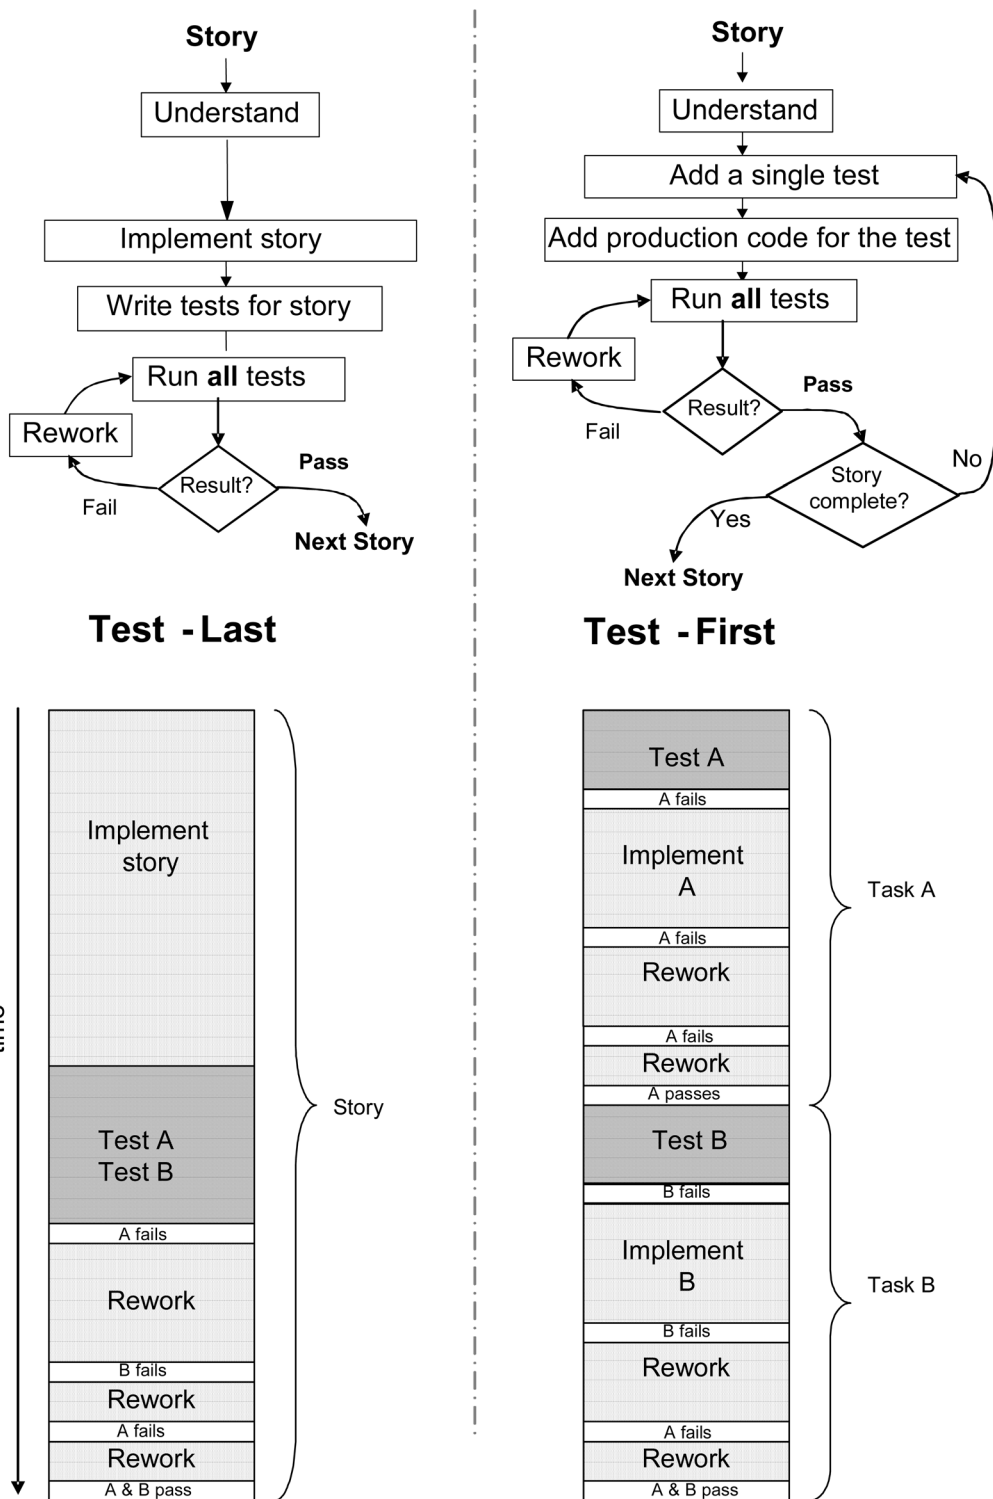 Story
Understand
Implement story
Write tests for story
Run all tests
Rework
Result?
Pass
Fail
Next Story
Test - Last
Story
Understand
Add a single test
Add production code for the test
Run all tests
Rework
Result?
Pass
Fail
Story
complete?
No
Yes
Next Story
Test - First
time
Implement
story
Test A
Test B
A fails
Rework
B fails
Rework
A fails
Rework
A & B pass
Story
Test A
A fails
Implement
A
A fails
Rework
A fails
Rework
A passes
Task A
Test B
B fails
Implement
B
B fails
Rework
A fails
Rework
A & B pass
Task B